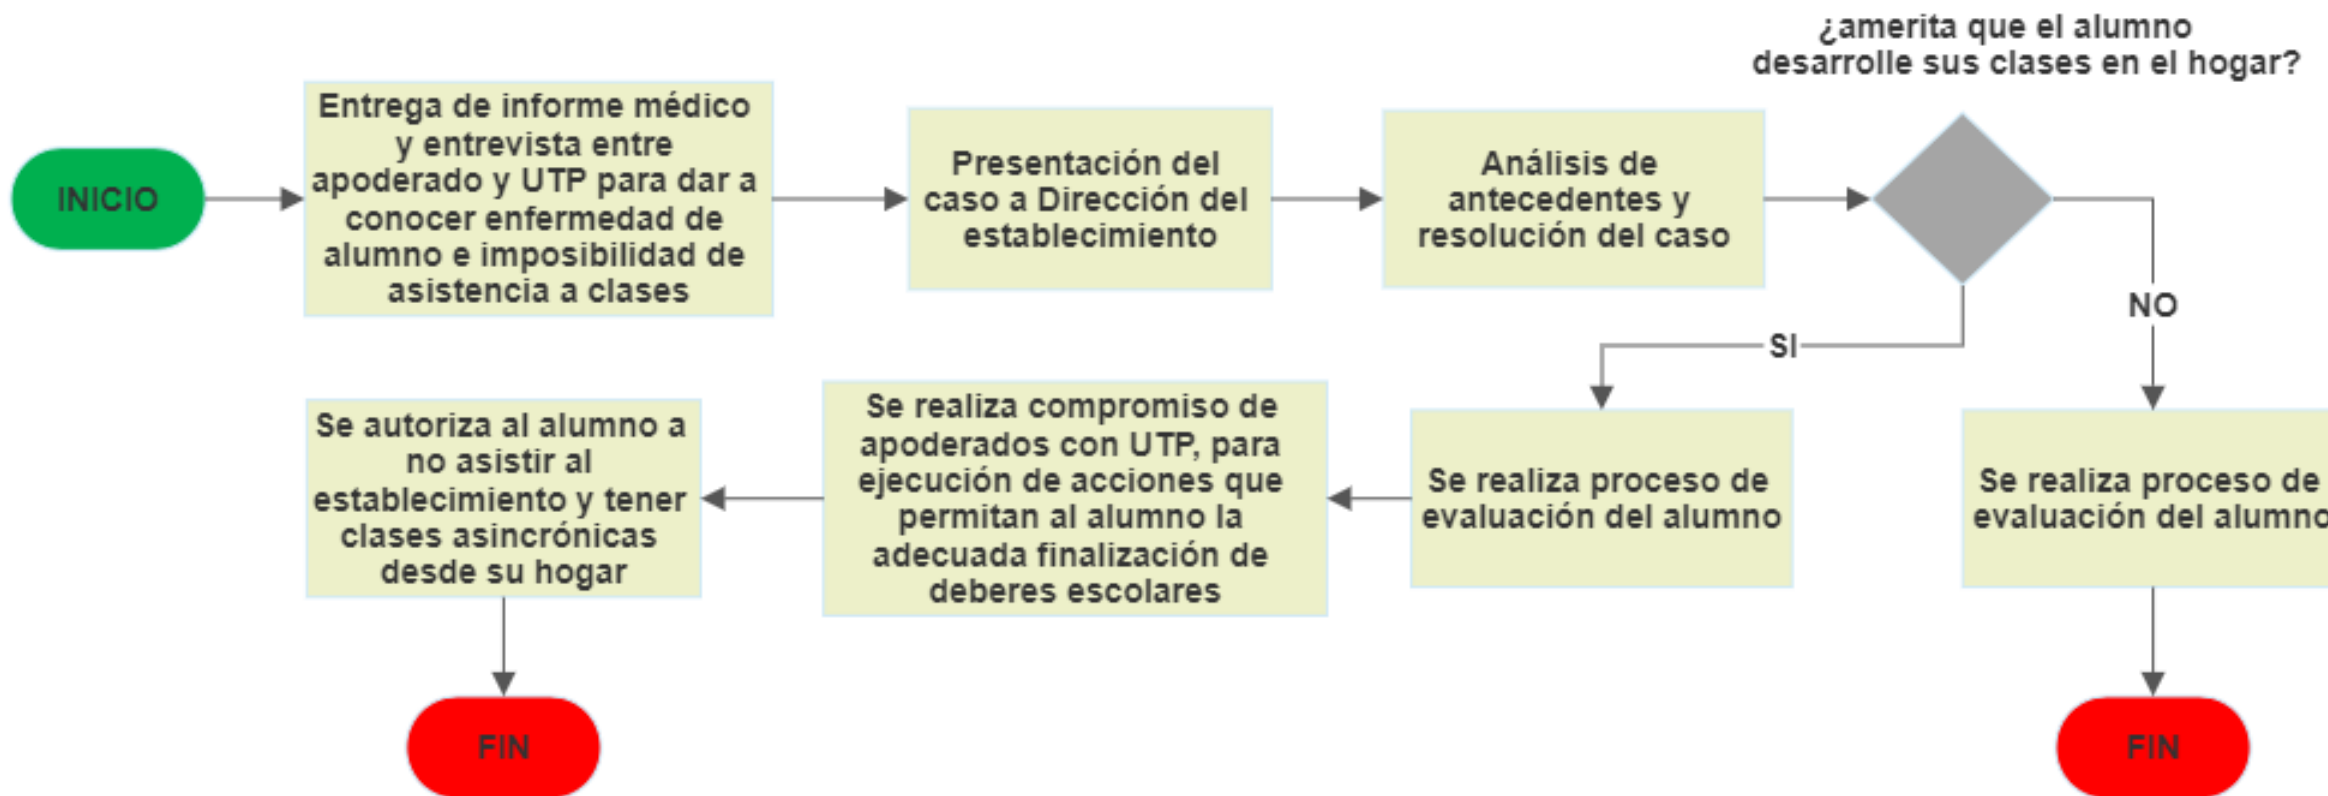 ¿amerita que el alumno
desarrolle sus clases en el hogar?
INICIO
Entrega de informe médico
y entrevista entre
apoderado y UTP para dar a
conocer enfermedad de
alumno e imposibilidad de
asistencia a clases
Presentación del
caso a Dirección del
establecimiento
Análisis de
antecedentes y
resolución del caso
NO
SI
Se realiza proceso de
evaluación del alumno
Se realiza proceso de
evaluación del alumno
Se realiza compromiso de
apoderados con UTP, para
ejecución de acciones que
permitan al alumno la
adecuada finalización de
deberes escolares
Se autoriza al alumno a
no asistir al
establecimiento y tener
clases asincrónicas
desde su hogar
FIN
FIN